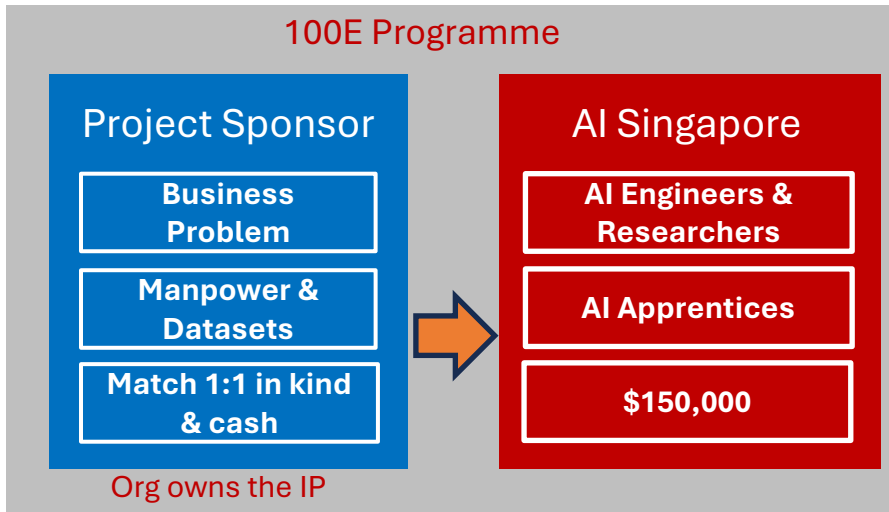 100E Programme
Project Sponsor
Business
Problem
Manpower &
Datasets
Match 1:1 in kind
& cash
Org owns the IP
AI Singapore
AI Engineers &
Researchers
AI Apprentices
$150,000